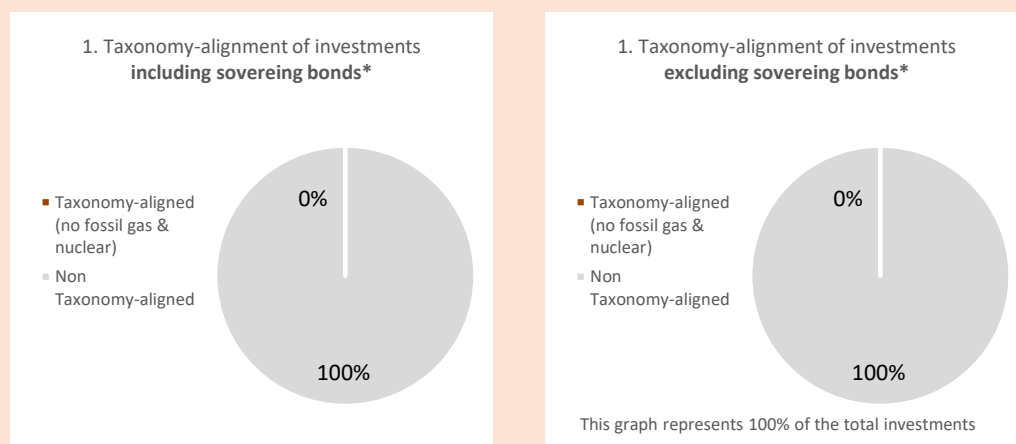 1. Taxonomy-alignment of investments
including sovereing bonds*
Taxonomy-aligned
(no fossil gas &
nuclear)
Non
Taxonomy-aligned
0%
100%
1. Taxonomy-alignment of investments
excluding sovereing bonds*
Taxonomy-aligned
(no fossil gas &
nuclear)
Non
Taxonomy-aligned
0%
100%
This graph represents 100% of the total investments